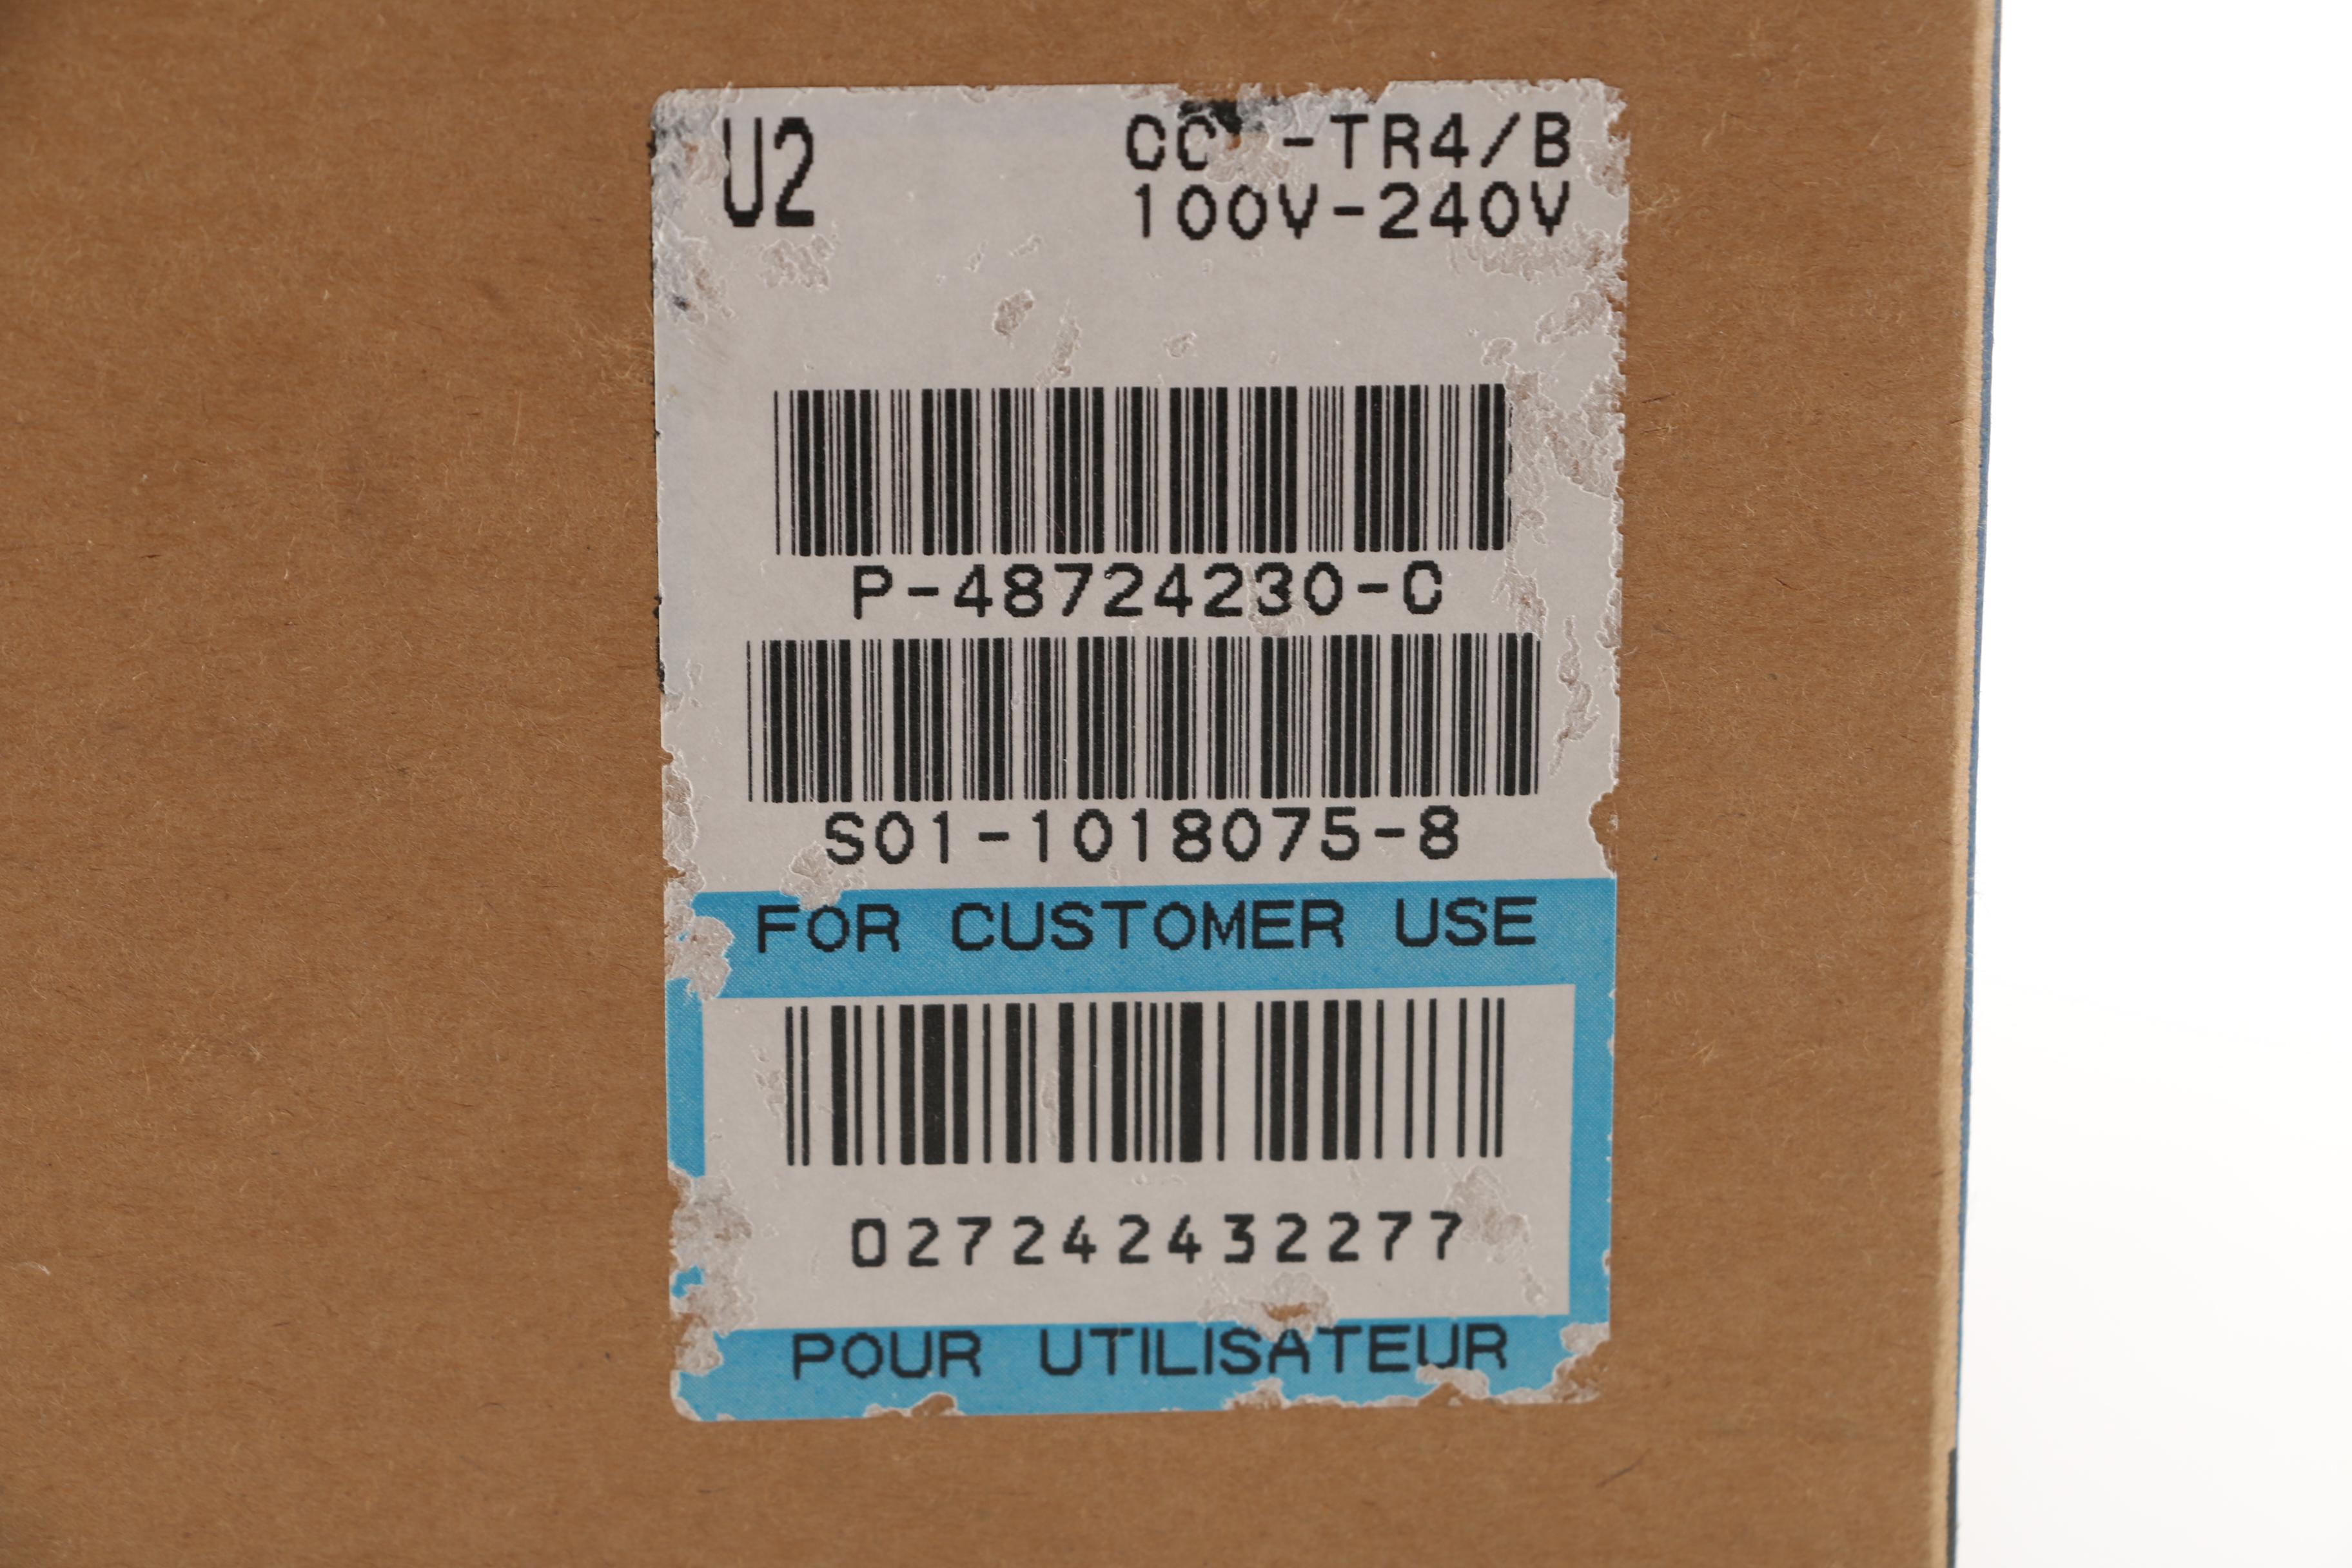 U2
-TR4/B
100V-240V
P-48724230-C
S01-1018075-8
FOR CUSTOMER USE
027242432277
POUR UTILISATEUR